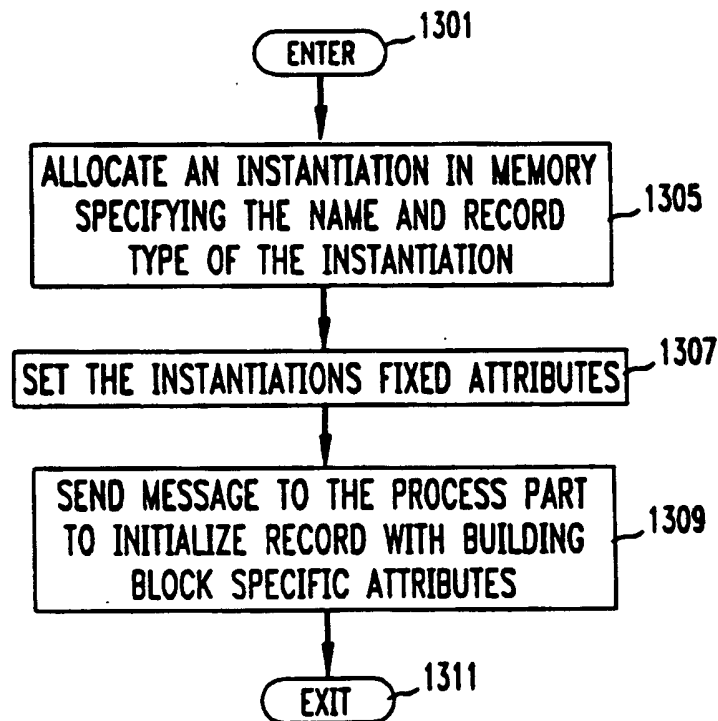 ENTER
1301
ALLOCATE AN INSTANTIATION IN MEMORY
SPECIFYING THE NAME AND RECORD
TYPE OF THE INSTANTIATION
1305
SET THE INSTANTIATIONS FIXED ATTRIBUTES
1307
SEND MESSAGE TO THE PROCESS PART
TO INITIALIZE RECORD WITH BUILDING
BLOCK SPECIFIC ATTRIBUTES
1309
EXIT
1311